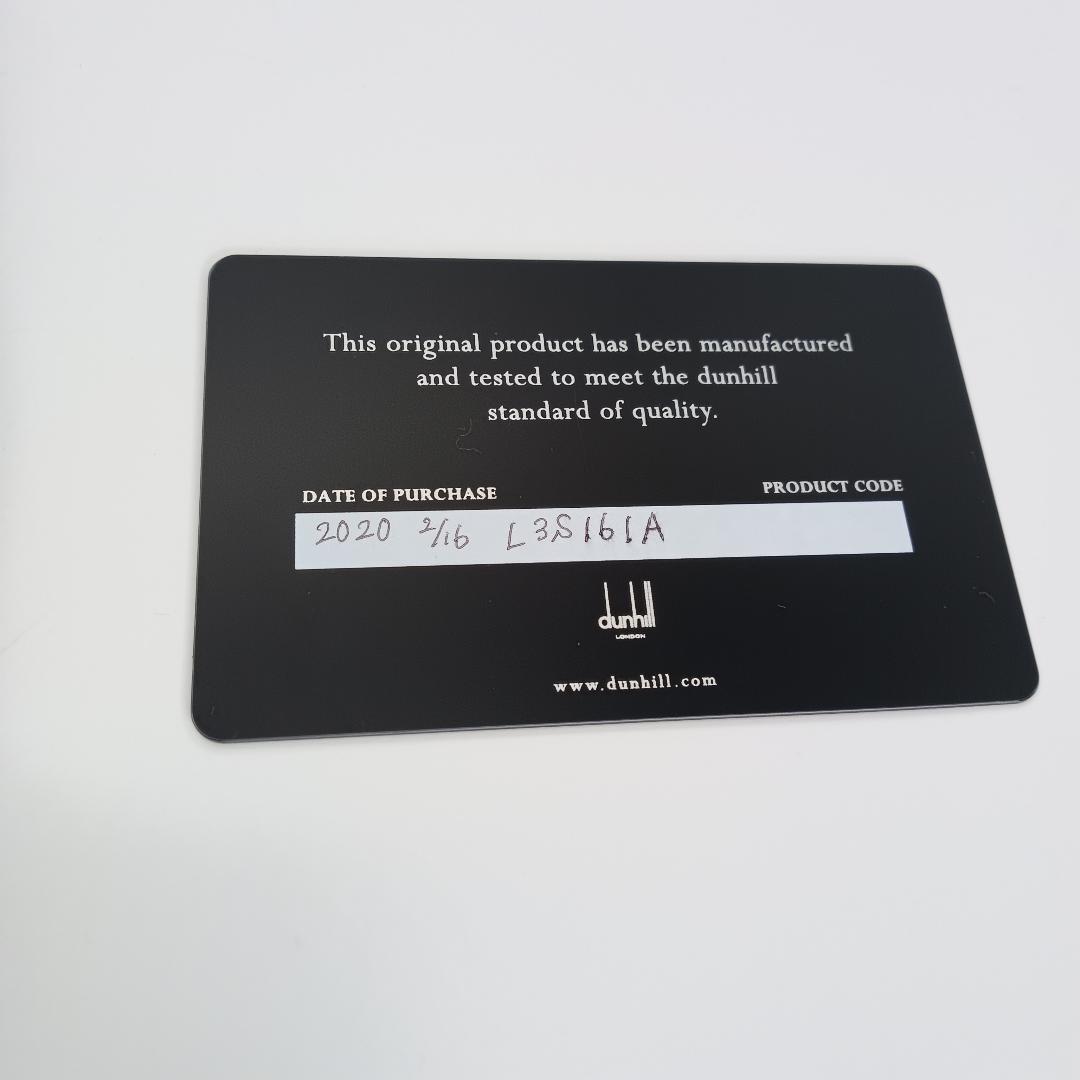 This original product has been manufactured
and tested to meet the dunhill
standard of quality.
DATE OF PURCHASE PRODUCT CODE
2020 2/16 L3S161A
dunhill
LONDON
www.dunhill.com